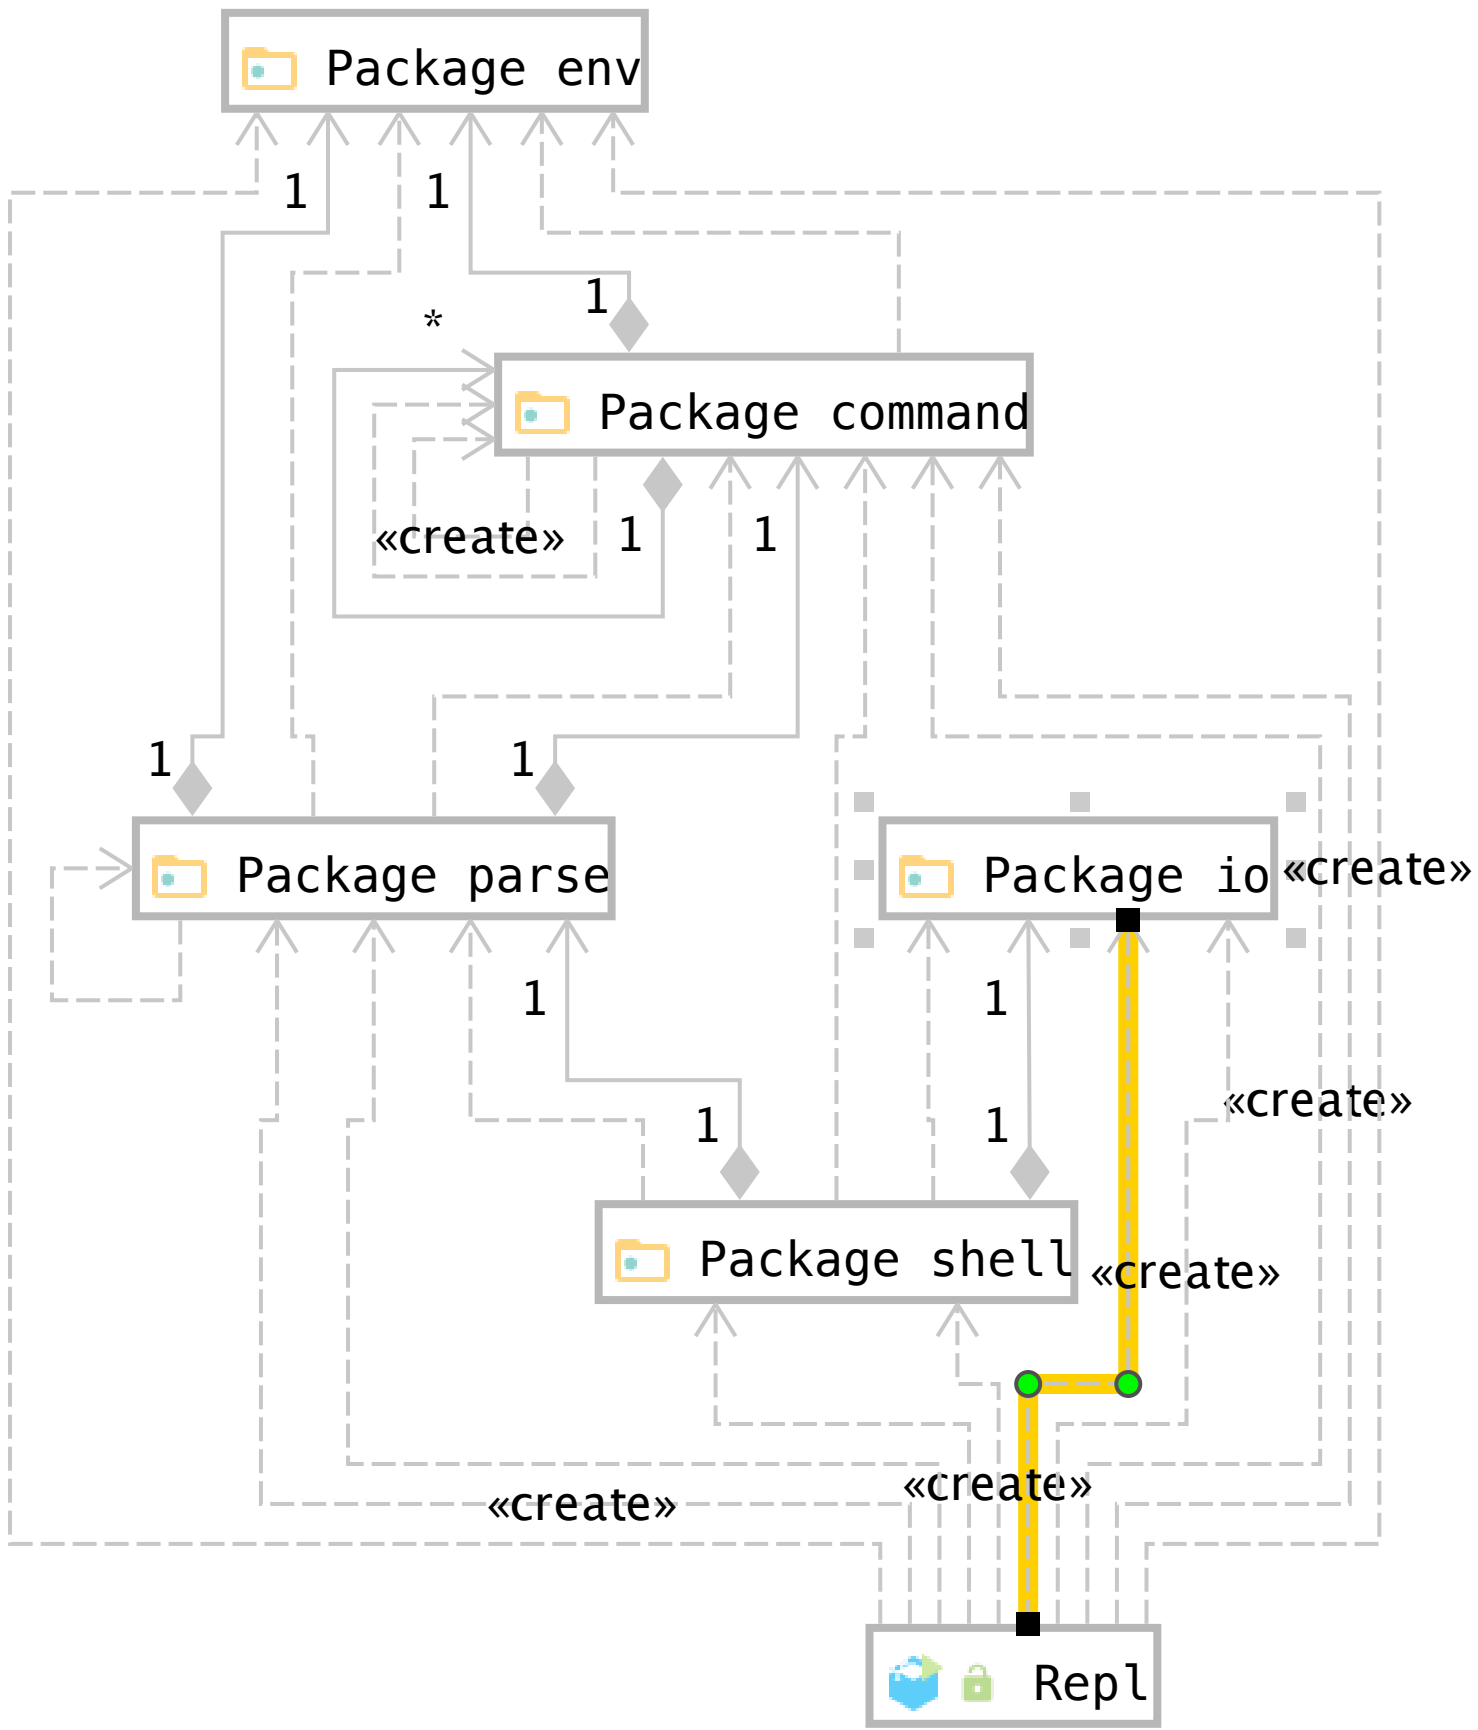 Package env
1
1
1
*
Package command
«create»
1
1
1
1
Package parse
Package io
«create»
1
1
«create»
1
1
Package shell
«create»
«create»
«create»
Repl